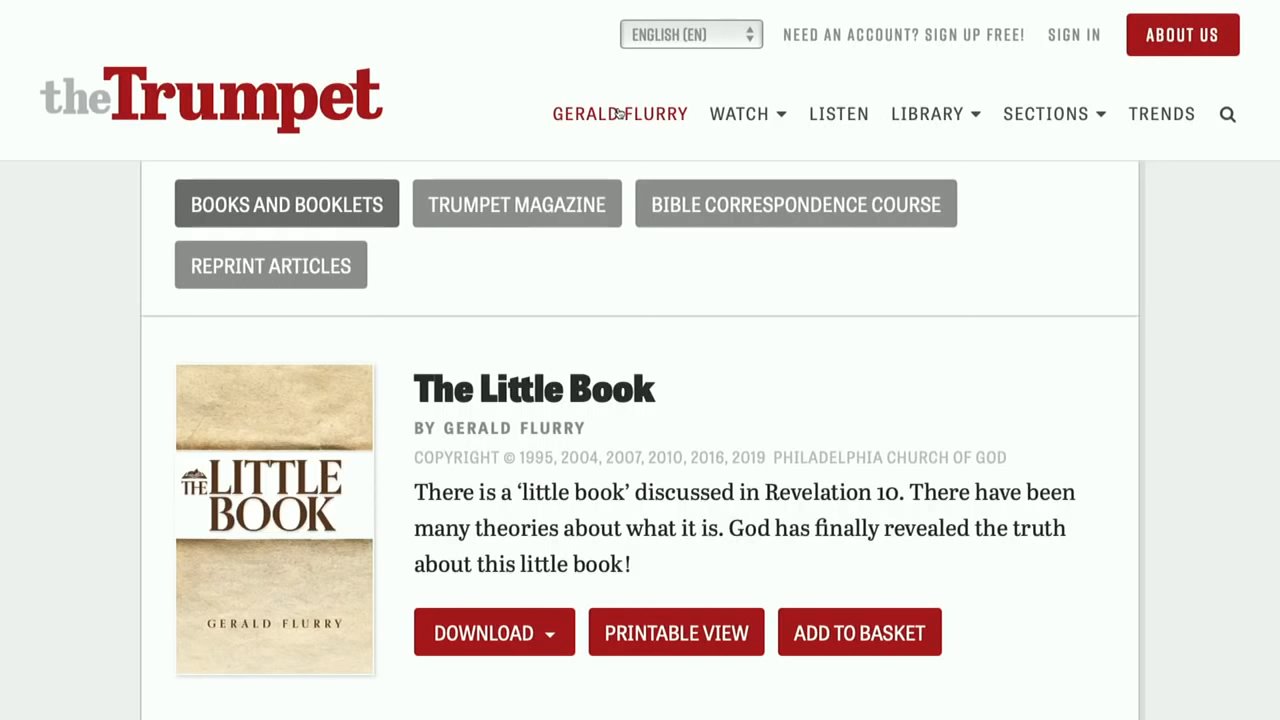 ENGLISH (EN) NEED AN ACCOUNT? SIGN UP FREE! SIGN IN ABOUT US
theTrumpet
GERALD FLURRY WATCH LISTEN LIBRARY SECTIONS TRENDS
BOOKS AND BOOKLETS TRUMPET MAGAZINE BIBLE CORRESPONDENCE COURSE
REPRINT ARTICLES
THE LITTLE
BOOK
GERALD FLURRY
The Little Book
BY GERALD FLURRY
COPYRIGHT © 1995, 2004, 2007, 2010, 2016, 2019 PHILADELPHIA CHURCH OF GOD
There is a ‘little book’ discussed in Revelation 10. There have been
many theories about what it is. God has finally revealed the truth
about this little book!
DOWNLOAD PRINTABLE VIEW ADD TO BASKET